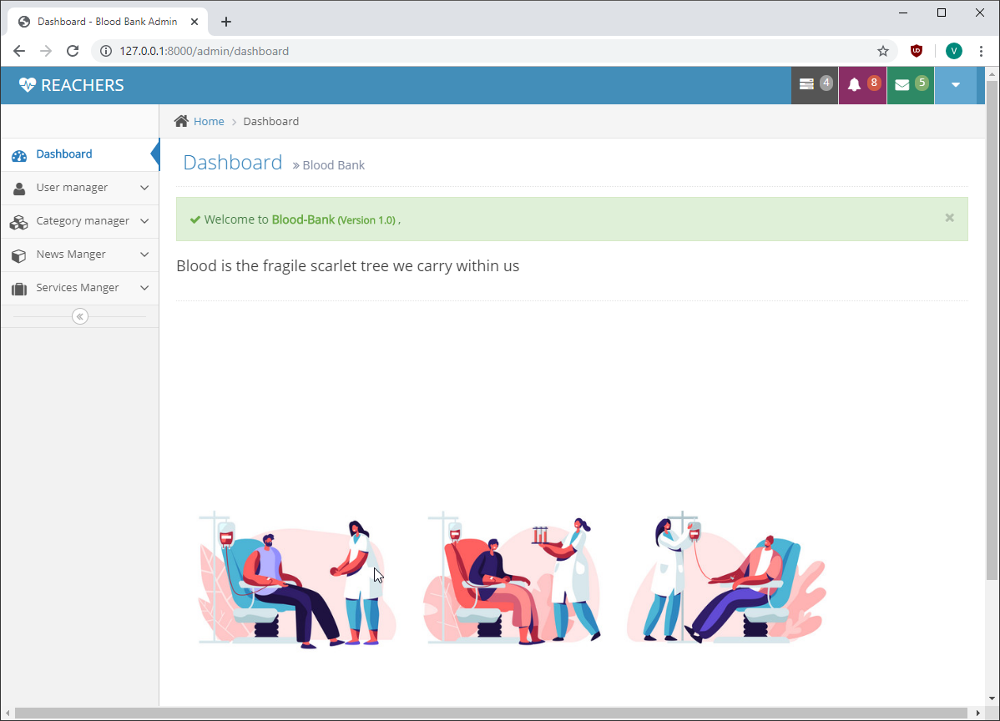 Dashboard - Blood Bank Admin
127.0.0.1:8000/admin/dashboard
V
REACHERS
4
8
5
Home > Dashboard
Dashboard
User manager
Category manager
News Manger
Services Manger
Dashboard » Blood Bank
Welcome to Blood-Bank (Version 1.0) ,
Blood is the fragile scarlet tree we carry within us